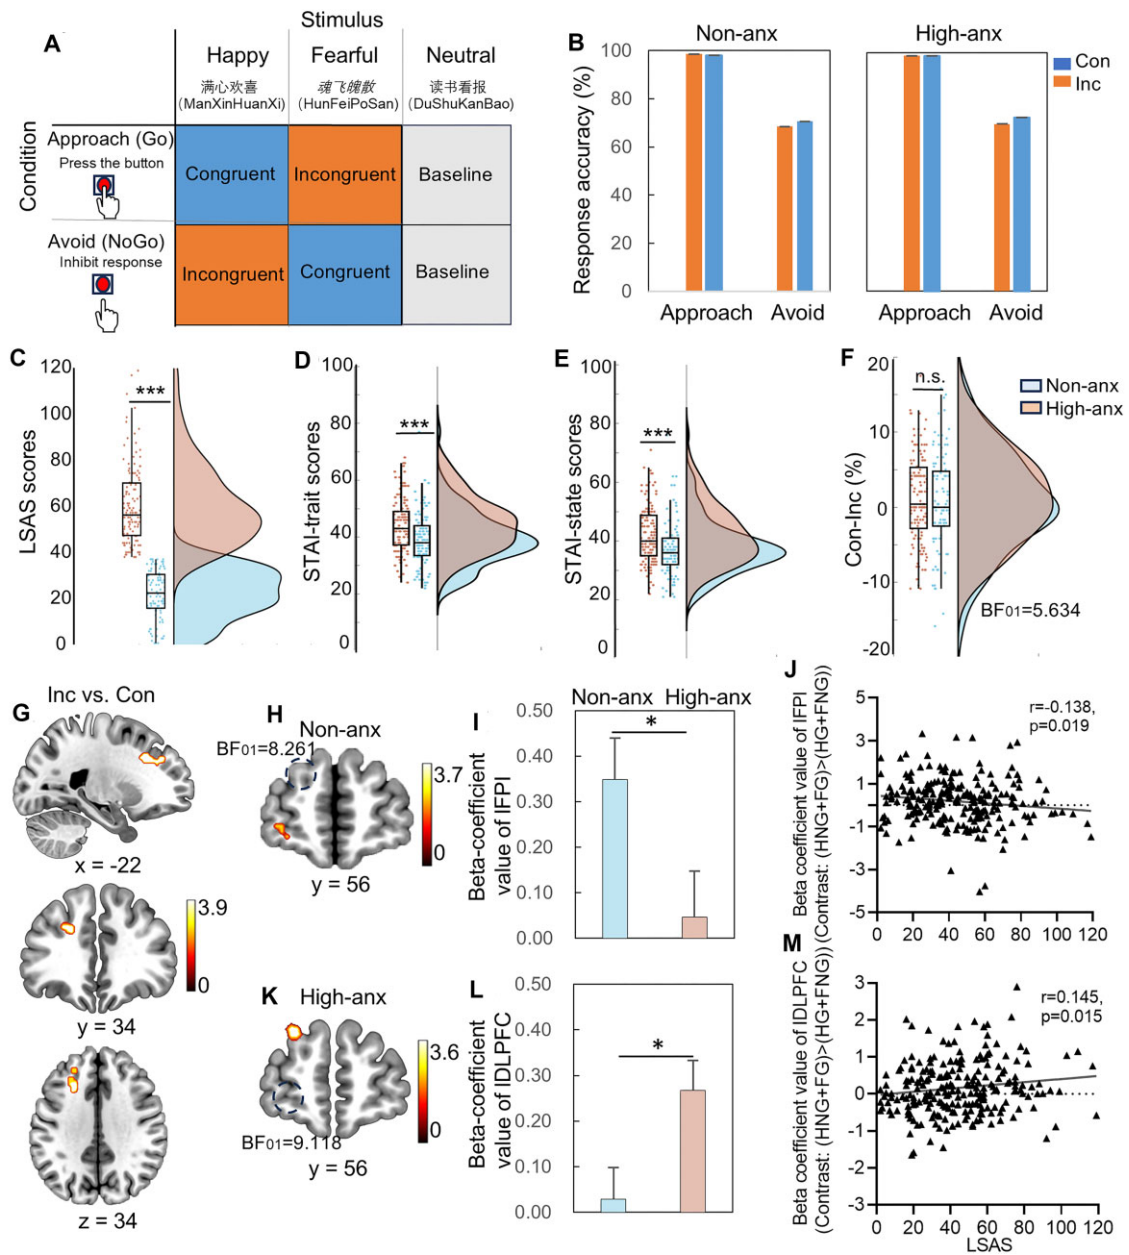 A
Stimulus
Condition
Happy
Fearful
Neutral
满心欢喜
魂飞魄散
读书看报
(ManXinHuanXi)
(HunFeiPoSan)
(DuShuKanBao)
Approach (Go)
Press the button
Congruent
Incongruent
Baseline
Avoid (NoGo)
Inhibit response
Incongruent
Congruent
Baseline
B
Non-anx
High-anx
Response accuracy (%)
100
80
60
40
20
0
Approach
Avoid
Approach
Avoid
Con
Inc
C
LSAS scores
120
100
80
60
40
20
0
***
D
STAI-trait scores
100
80
60
40
20
0
***
E
STAI-state scores
100
80
60
40
20
0
***
F
Con-Inc (%)
20
10
0
-10
-20
n.s.
Non-anx
High-anx
BF01=5.634
G
Inc vs. Con
x = -22
3.9
0
y = 34
z = 34
H
Non-anx
BF01=8.261
3.7
0
y = 56
I
Non-anx
High-anx
Beta-coefficient
value of lFPl
0.50
0.40
0.30
0.20
0.10
0.00
*
J
Beta coefficient value of lFPl
(Contrast: (HNG+FG)>(HG+FNG))
5
3
1
-1
-3
-5
r=-0.138,
p=0.019
0
20
40
60
80
100
120
K
High-anx
3.6
0
BF01=9.118
y = 56
L
Beta-coefficient
value of lDLPFC
0.50
0.40
0.30
0.20
0.10
0.00
*
M
Beta coefficient value of lDLPFC
(Contrast: (HNG+FG)>(HG+FNG))
3
2
1
0
-1
-2
-3
r=0.145,
p=0.015
0
20
40
60
80
100
120
LSAS